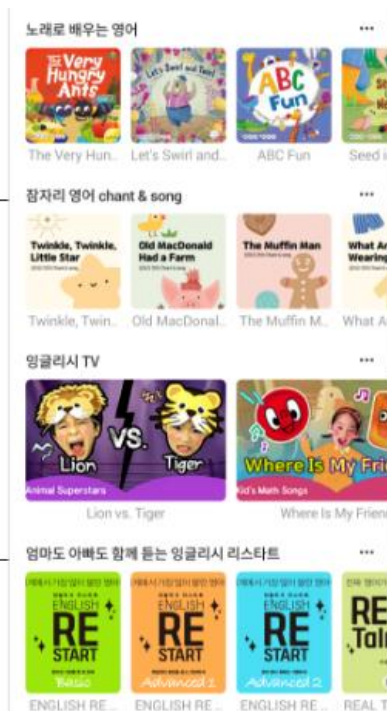 노래로 배우는 영어
The Very Hungry Ants
Let's Swirl and Twirl
ABC Fun
The Very Hun..
Let's Swirl and..
ABC Fun
Seed i
잠자리 영어 chant & song
Twinkle, Twinkle, Little Star
Old MacDonald Had a Farm
The Muffin Man
What A
Wearing
Twinkle, Twin..
Old MacDonal..
The Muffin M..
What A
잉글리시 TV
Lion VS. Tiger
Where Is My Frie
Animal Superstars
Kid's Math Songs
Lion vs. Tiger
Where Is My Frien
엄마도 아빠도 함께 듣는 잉글리시 리스타트
ENGLISH RE START Basic
ENGLISH RE START Advanced 1
ENGLISH RE START Advanced 2
RE
Tal
ENGLISH RE ..
ENGLISH RE ..
ENGLISH RE ..
REAL T